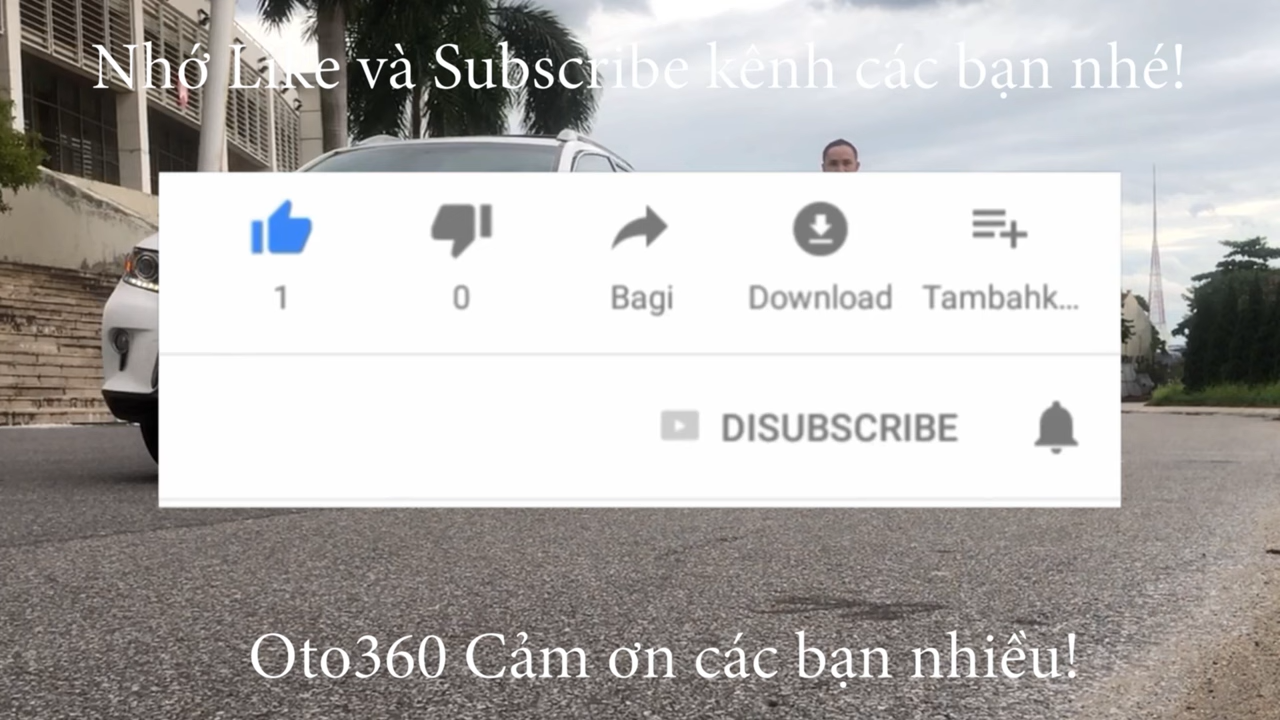 Nhớ Like và Subscribe kênh các bạn nhé!
1 0 Bagi Download Tambahk...
DISUBSCRIBE
Oto360 Cảm ơn các bạn nhiều!